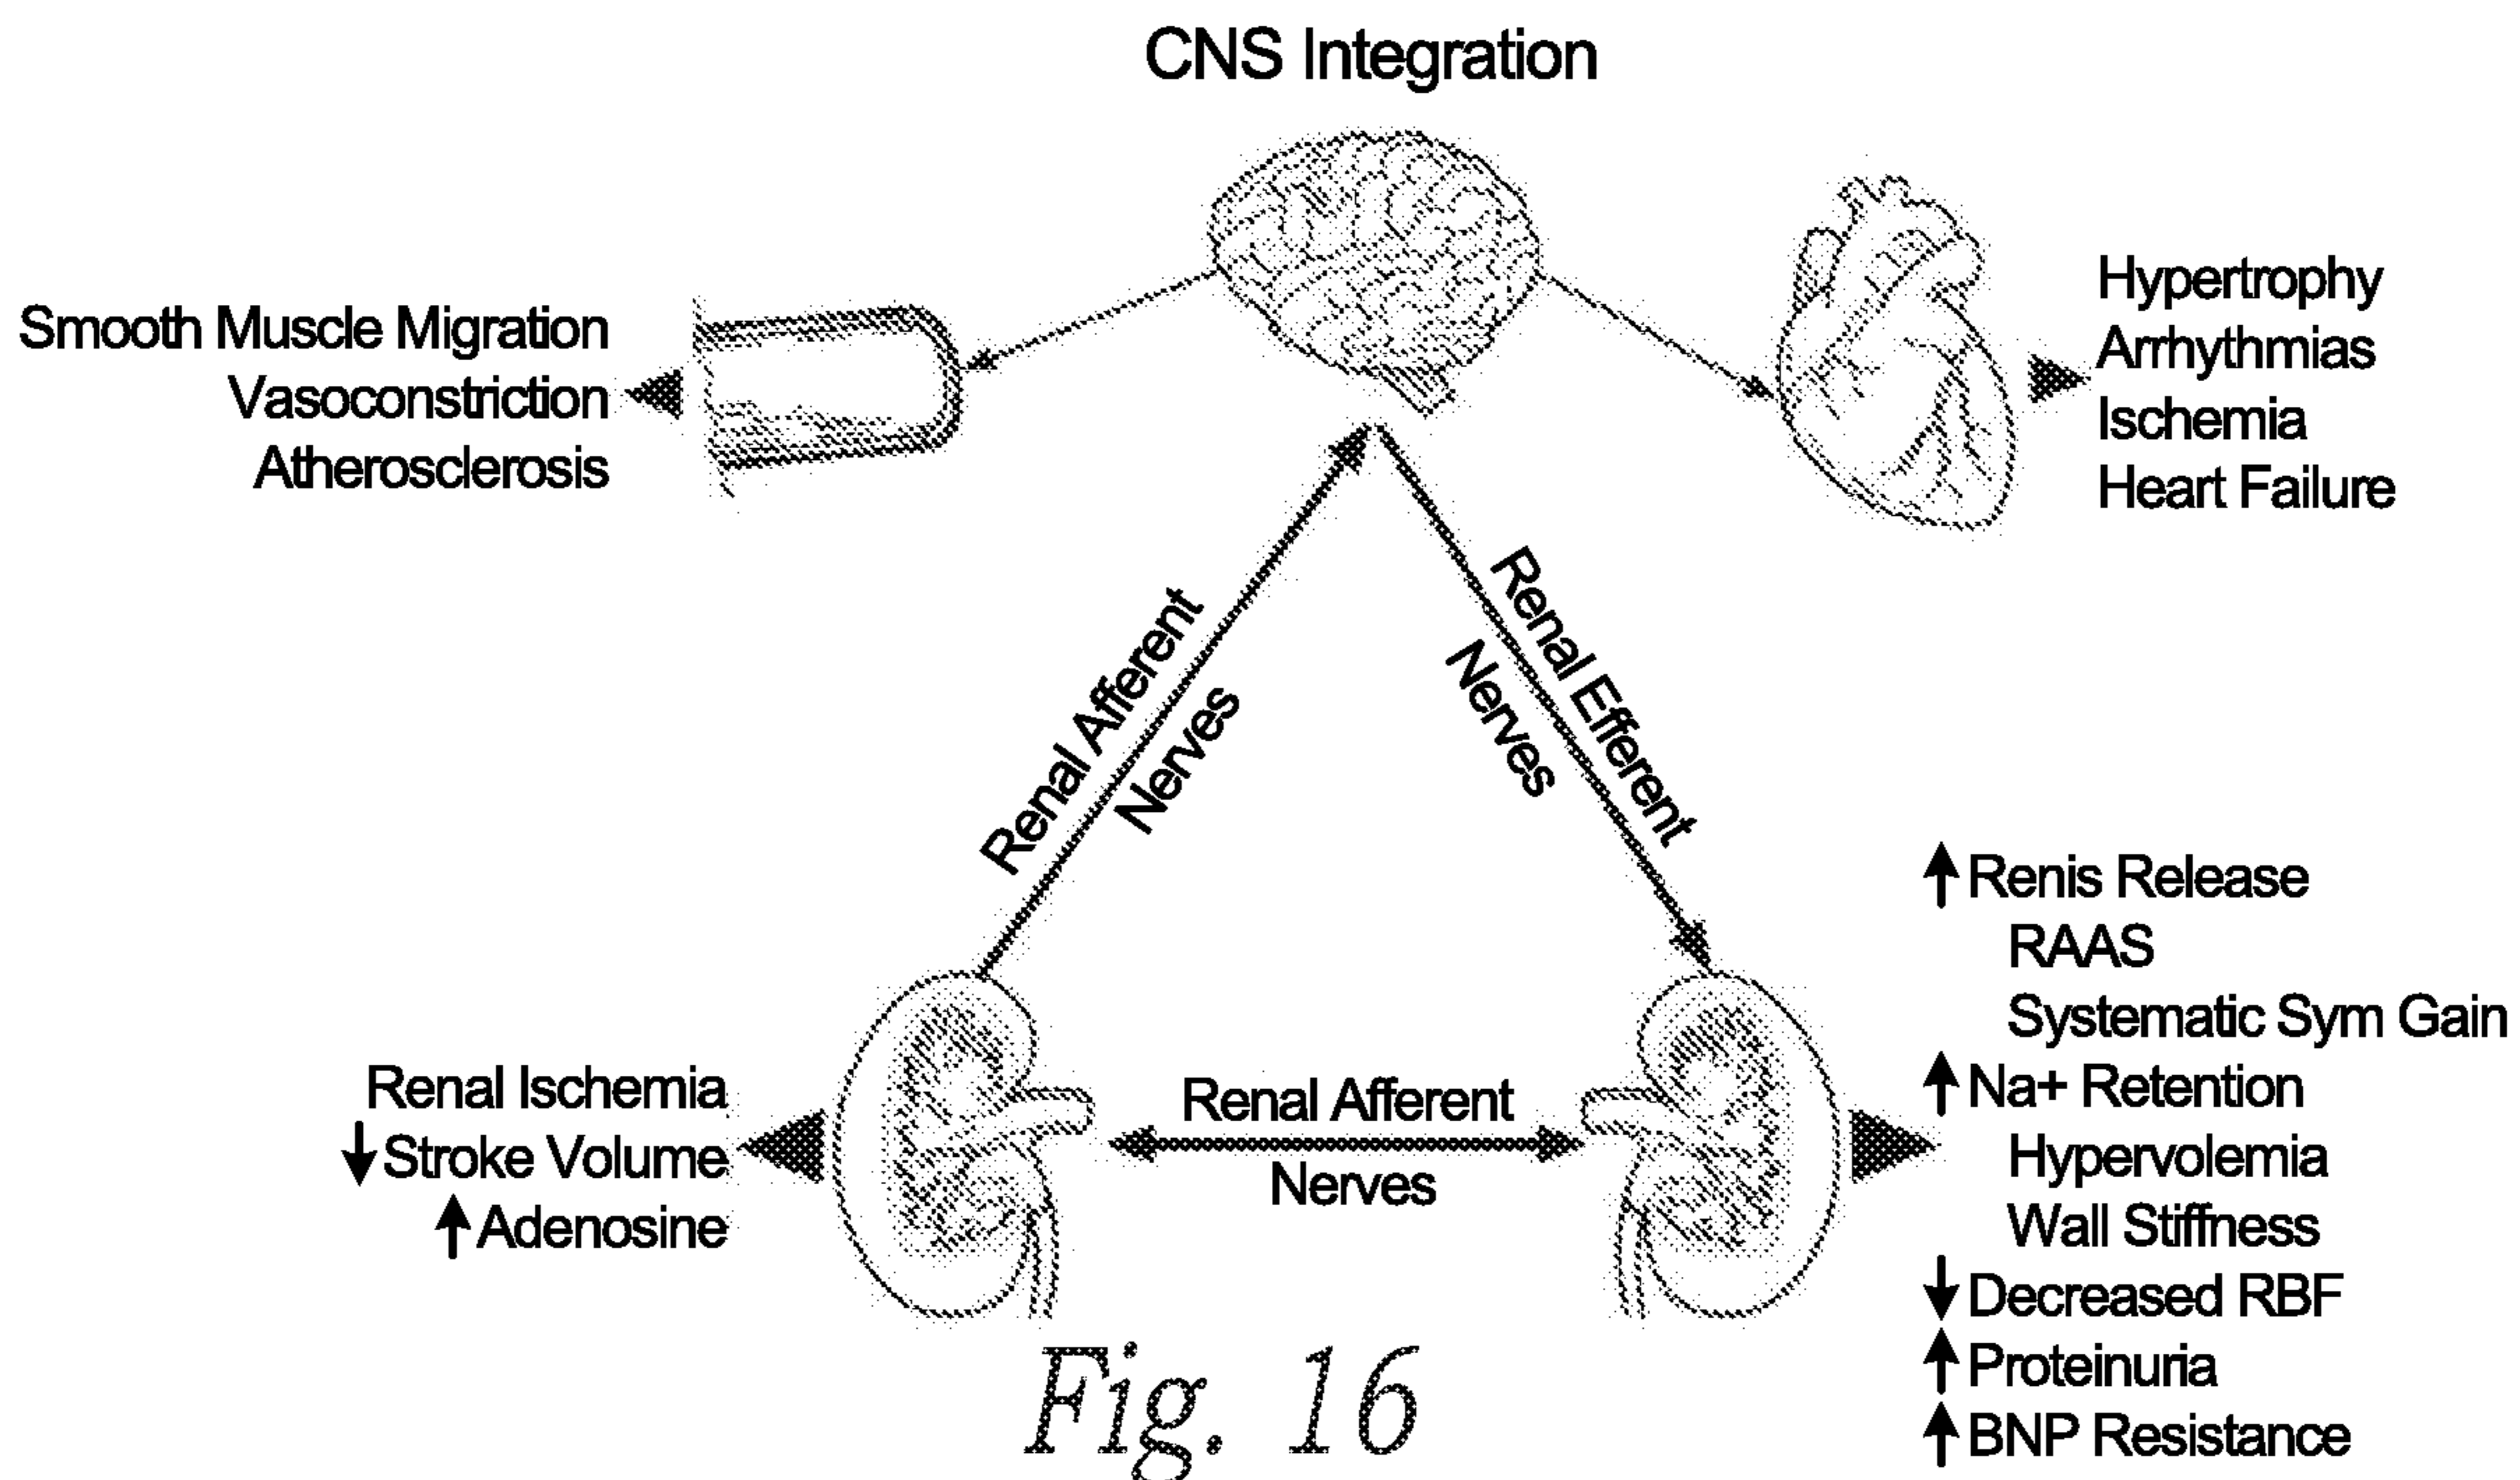 CNS Integration
Smooth Muscle Migration
Vasoconstriction
Atherosclerosis
Hypertrophy
Arrhythmias
Ischemia
Heart Failure
Renal Afferent
Nerves
Renal Efferent
Nerves
Renal Ischemia
↓Stroke Volume
↑Adenosine
Renal Afferent
Nerves
↑Renis Release
RAAS
Systematic Sym Gain
↑Na+ Retention
Hypervolemia
Wall Stiffness
↓Decreased RBF
↑Proteinuria
↑BNP Resistance
Fig. 16